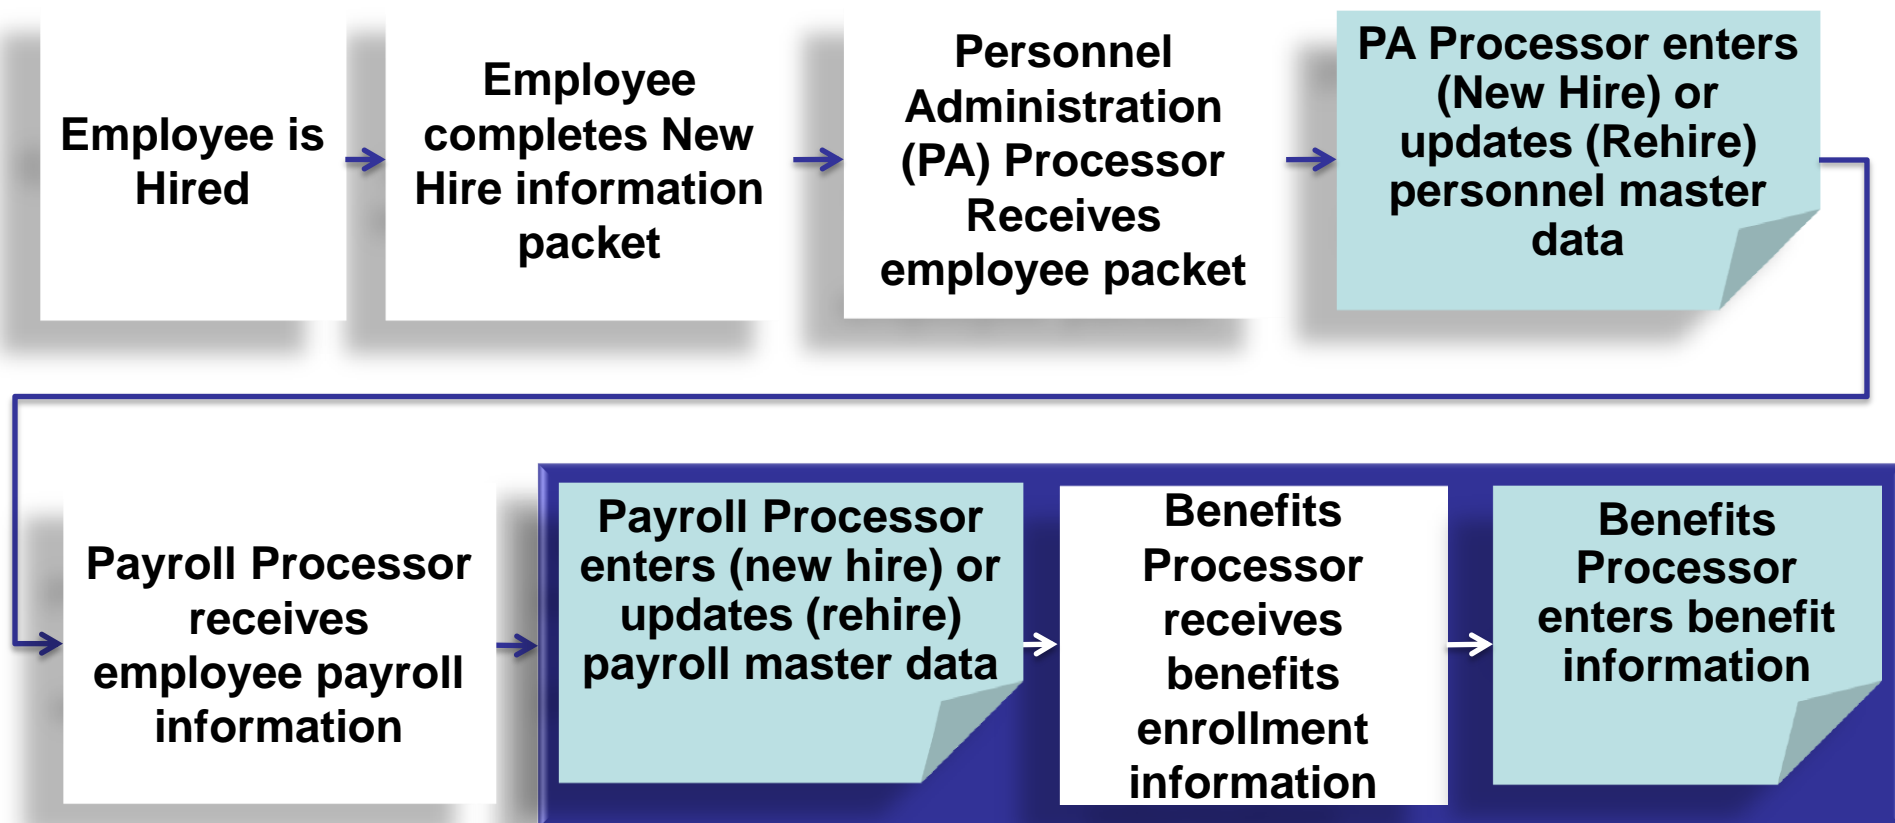 Employee is
Hired
Employee
completes New
Hire information
packet
Personnel
Administration
(PA) Processor
Receives
employee packet
PA Processor enters
(New Hire) or
updates (Rehire)
personnel master
data
Payroll Processor
receives
employee payroll
information
Payroll Processor
enters (new hire) or
updates (rehire)
payroll master data
Benefits
Processor
receives
benefits
enrollment
information
Benefits
Processor
enters benefit
information